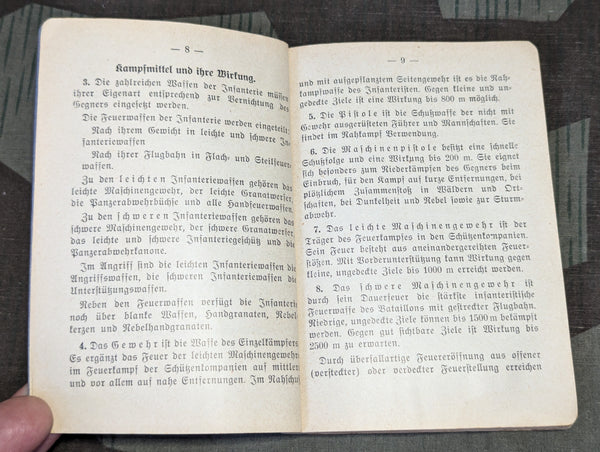 — 8 —
Kampfmittel und ihre Wirkung.
3. Die zahlreichen Waffen der Infanterie müssen
ihrer Eigenart entsprechend zur Vernichtung des
Gegners eingesetzt werden.
Die Feuerwaffen der Infanterie werden eingeteilt:
Nach ihrem Gewicht in leichte und schwere In-
fanteriewaffen
Nach ihrer Flugbahn in Flach- und Steilfeuer-
waffen.
Zu den leichten Infanteriewaffen gehören das
leichte Maschinengewehr, der leichte Granatwerfer,
die Panzerabwehrbüchse und alle Handfeuerwaffen.
Zu den schweren Infanteriewaffen gehören das
schwere Maschinengewehr, der schwere Granatwerfer,
das leichte und schwere Infanteriegeschütz und die
Panzerabwehrkanone.
Im Angriff sind die leichten Infanteriewaffen die
Angriffswaffen, die schweren Infanteriewaffen die
Unterstützungswaffen.
Neben den Feuerwaffen verfügt die Infanterie
noch über blanke Waffen, Handgranaten, Nebel-
kerzen und Nebelhandgranaten.
4. Das Gewehr ist die Waffe des Einzelkämpfers.
Es ergänzt das Feuer der leichten Maschinengewehre
im Feuerkampf der Schützenkompanien auf mittlere
und vor allem auf nahe Entfernungen. Im Nahschuß
— 9 —
und mit aufgepflanztem Seitengewehr ist es die Nah-
kampfwaffe des Infanteristen. Gegen kleine und un-
gedeckte Ziele ist eine Wirkung bis 800 m möglich.
5. Die Pistole ist die Schußwaffe der nicht mit
Gewehr ausgerüsteten Führer und Mannschaften. Sie
findet im Nahkampf Verwendung.
6. Die Maschinenpistole besitzt eine schnelle
Schußfolge und eine Wirkung bis 200 m. Sie eignet
sich besonders zum Niederkämpfen des Gegners beim
Einbruch, für den Kampf auf kurze Entfernungen, bei
plötzlichem Zusammenstoß in Wäldern und Ort-
schaften, bei Dunkelheit und Nebel sowie zur Sturm-
abwehr.
7. Das leichte Maschinengewehr ist der
Träger des Feuerkampfes in den Schützenkompanien.
Sein Feuer besteht aus aneinandergereihten Feuer-
stößen. Mit Vorderunterstützung kann Wirkung gegen
kleine, ungedeckte Ziele bis 1000 m erreicht werden.
8. Das schwere Maschinengewehr ist
durch sein Dauerfeuer die stärkste infanteristische
Feuerwaffe des Bataillons mit gestreckter Flugbahn.
Niedrige, ungedeckte Ziele können bis 1500 m bekämpft
werden. Gegen gut sichtbare Ziele ist Wirkung bis
2500 m zu erwarten.
Durch überfallartige Feuereröffnung aus offener
(versteckter) oder verdeckter Feuerstellung erreichen